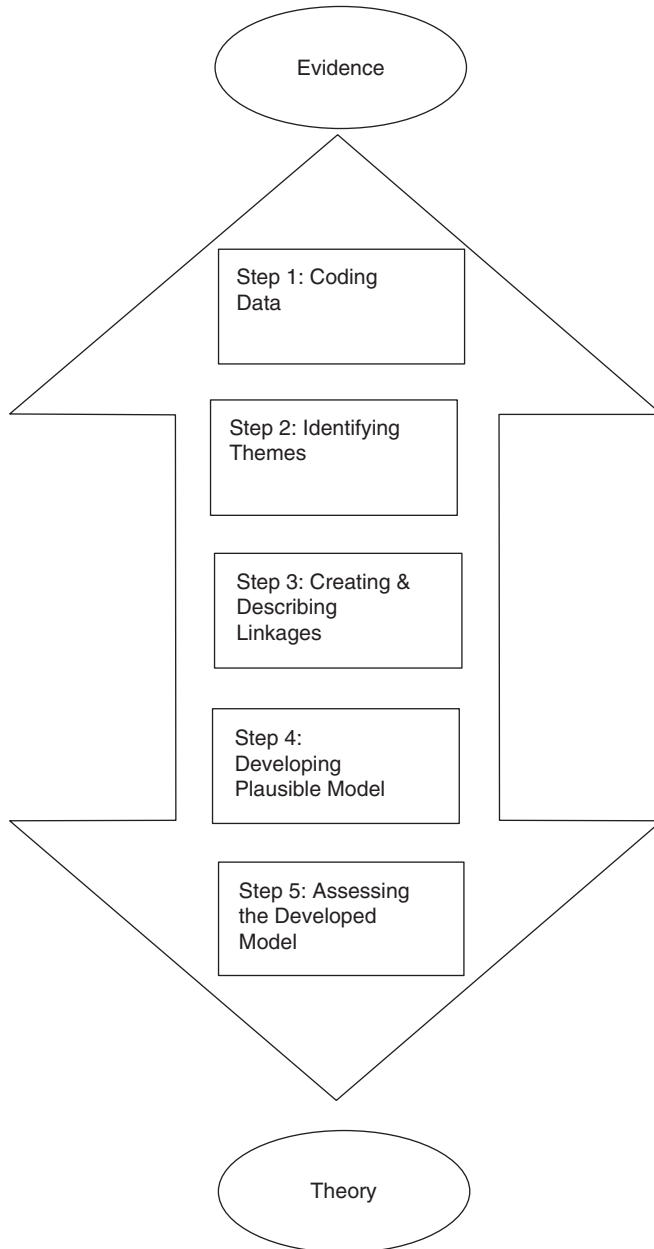 Evidence
Step 1: Coding
Data
Step 2: Identifying
Themes
Step 3: Creating &
Describing
Linkages
Step 4:
Developing
Plausible Model
Step 5: Assessing
the Developed
Model
Theory